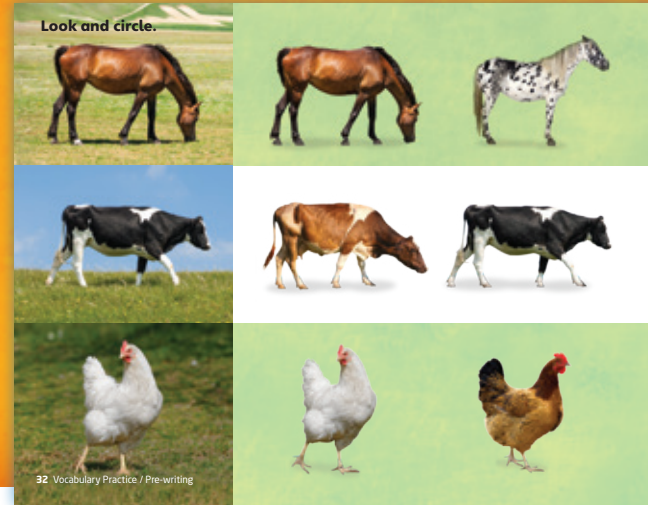 Look and circle.
32 Vocabulary Practice / Pre-writing